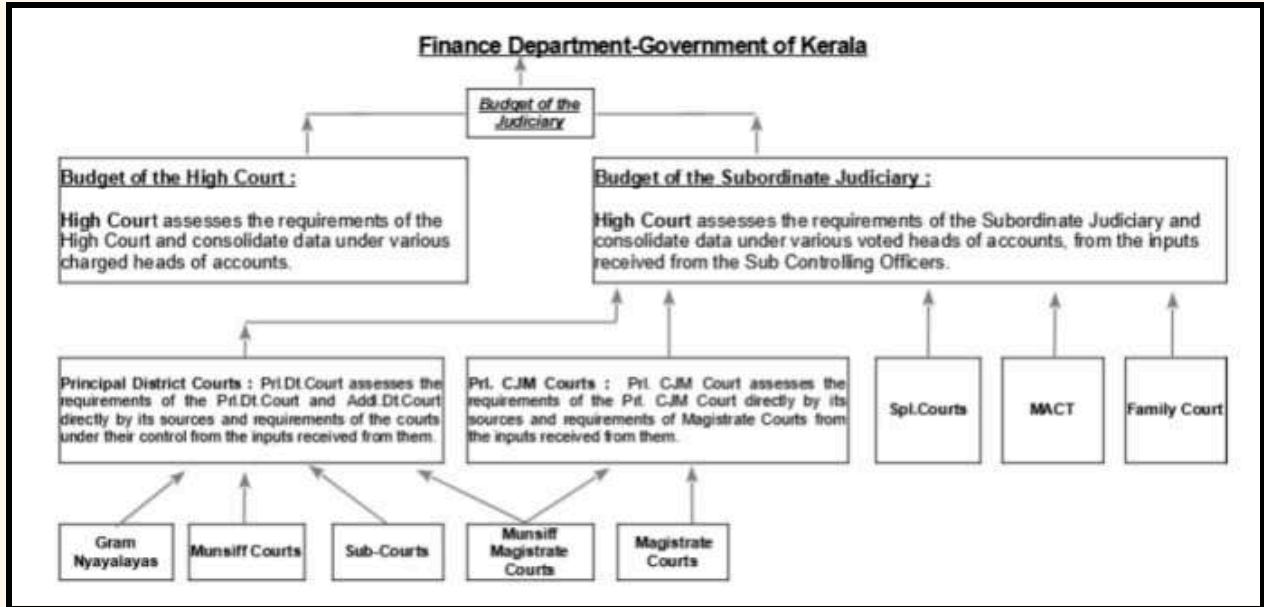 Finance Department-Government of Kerala
Budget of the
Judiciary
Budget of the High Court :
High Court assesses the requirements of the
High Court and consolidate data under various
charged heads of accounts.
Budget of the Subordinate Judiciary :
High Court assesses the requirements of the Subordinate Judiciary and
consolidate data under various voted heads of accounts, from the inputs
received from the Sub Controlling Officers.
Principal District Courts : Prl.Dt.Court assesses the
requirements of the Prl.Dt.Court and Addl.Dt.Court
directly by its sources and requirements of the courts
under their control from the inputs received from them.
Prl. CJM Courts : Prl. CJM Court assesses the
requirements of the Prl. CJM Court directly by its
sources and requirements of Magistrate Courts from
the inputs received from them.
Spl.Courts
MACT
Family Court
Gram
Nyayalayas
Munsiff Courts
Sub-Courts
Munsiff
Magistrate
Courts
Magistrate
Courts